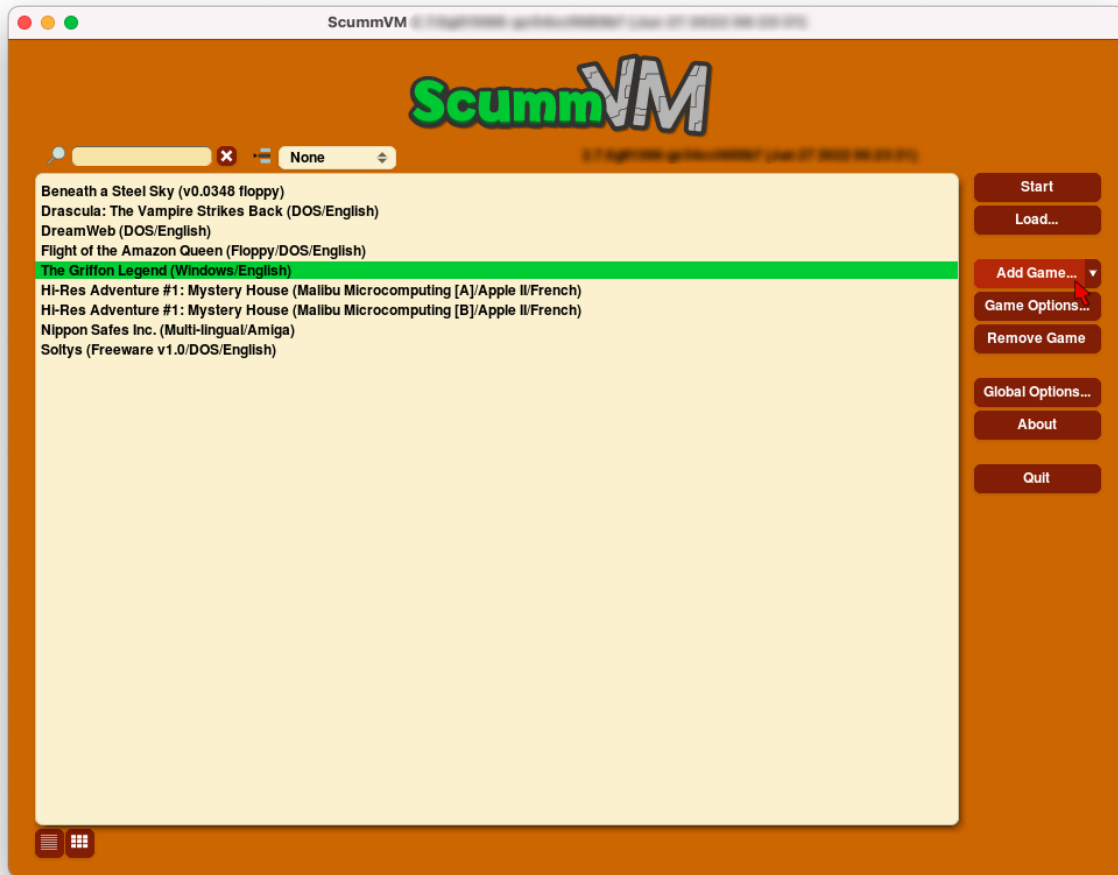 ScummVM
ScummVM
None
Beneath a Steel Sky (v0.0348 floppy)
Drascula: The Vampire Strikes Back (DOS/English)
DreamWeb (DOS/English)
Flight of the Amazon Queen (Floppy/DOS/English)
The Griffon Legend (Windows/English)
Hi-Res Adventure #1: Mystery House (Malibu Microcomputing [A]/Apple II/French)
Hi-Res Adventure #1: Mystery House (Malibu Microcomputing [B]/Apple II/French)
Nippon Safes Inc. (Multi-lingual/Amiga)
Soltys (Freeware v1.0/DOS/English)
Start
Load...
Add Game...
Game Options...
Remove Game
Global Options...
About
Quit